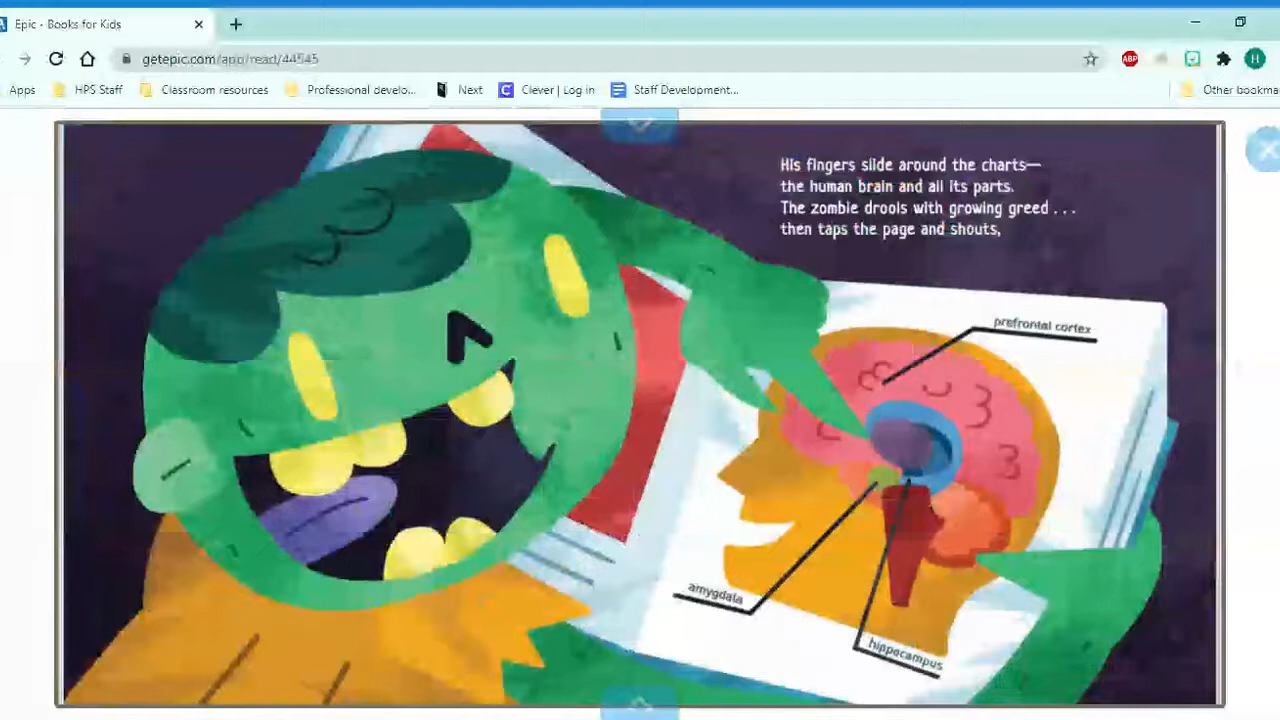 Epic - Books for Kids
getepic.com/app/read/44545
ABP
H
Apps
HPS Staff
Classroom resources
Professional develo...
Next
Clever | Log in
Staff Development...
Other bookma
His fingers slide around the charts—
the human brain and all its parts.
The zombie drools with growing greed . . .
then taps the page and shouts,
prefrontal cortex
amygdala
hippocampus